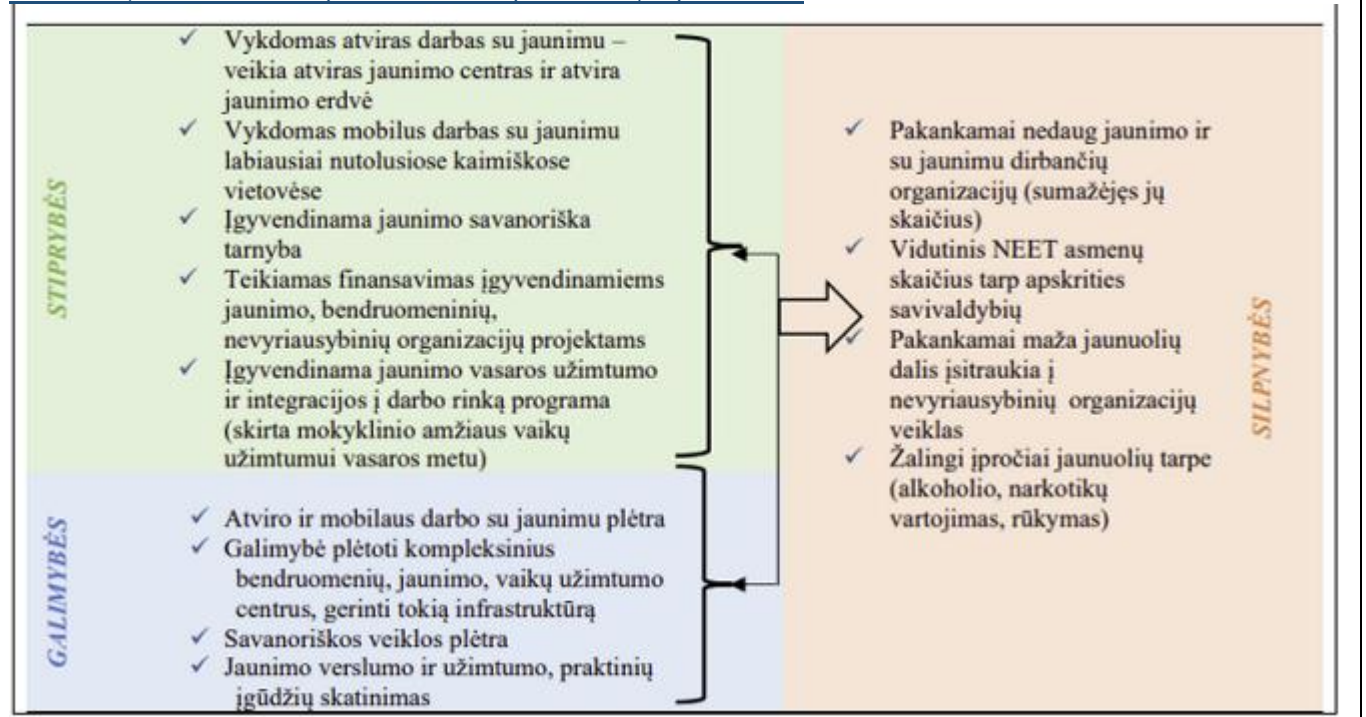 STIPRYBĖS
Vykdomas atviras darbas su jaunimu –
veikia atviras jaunimo centras ir atvira
jaunimo erdvė
Vykdomas mobilus darbas su jaunimu
labiausiai nutolusiose kaimiškose
vietovėse
Įgyvendinama jaunimo savanoriška
tarnyba
Teikiamas finansavimas įgyvendinamiems
jaunimo, bendruomeninių,
nevyriausybinių organizacijų projektams
Įgyvendinama jaunimo vasaros užimtumo
ir integracijos į darbo rinką programa
(skirta mokyklinio amžiaus vaikų
užimtumui vasaros metu)
GALIMYBĖS
Atviro ir mobilaus darbo su jaunimu plėtra
Galimybė plėtoti kompleksinius
bendruomenių, jaunimo, vaikų užimtumo
centrus, gerinti tokią infrastruktūrą
Savanoriškos veiklos plėtra
Jaunimo verslumo ir užimtumo, praktinių
įgūdžių skatinimas
Pakankamai nedaug jaunimo ir
su jaunimu dirbančių
organizacijų (sumažėjęs jų
skaičius)
Vidutinis NEET asmenų
skaičius tarp apskrities
savivaldybių
Pakankamai maža jaunuolių
dalis įsitraukia į
nevyriausybinių organizacijų
veiklas
Žalingi įpročiai jaunuolių tarpe
(alkoholio, narkotikų
vartojimas, rūkymas)
SILPNYBĖS